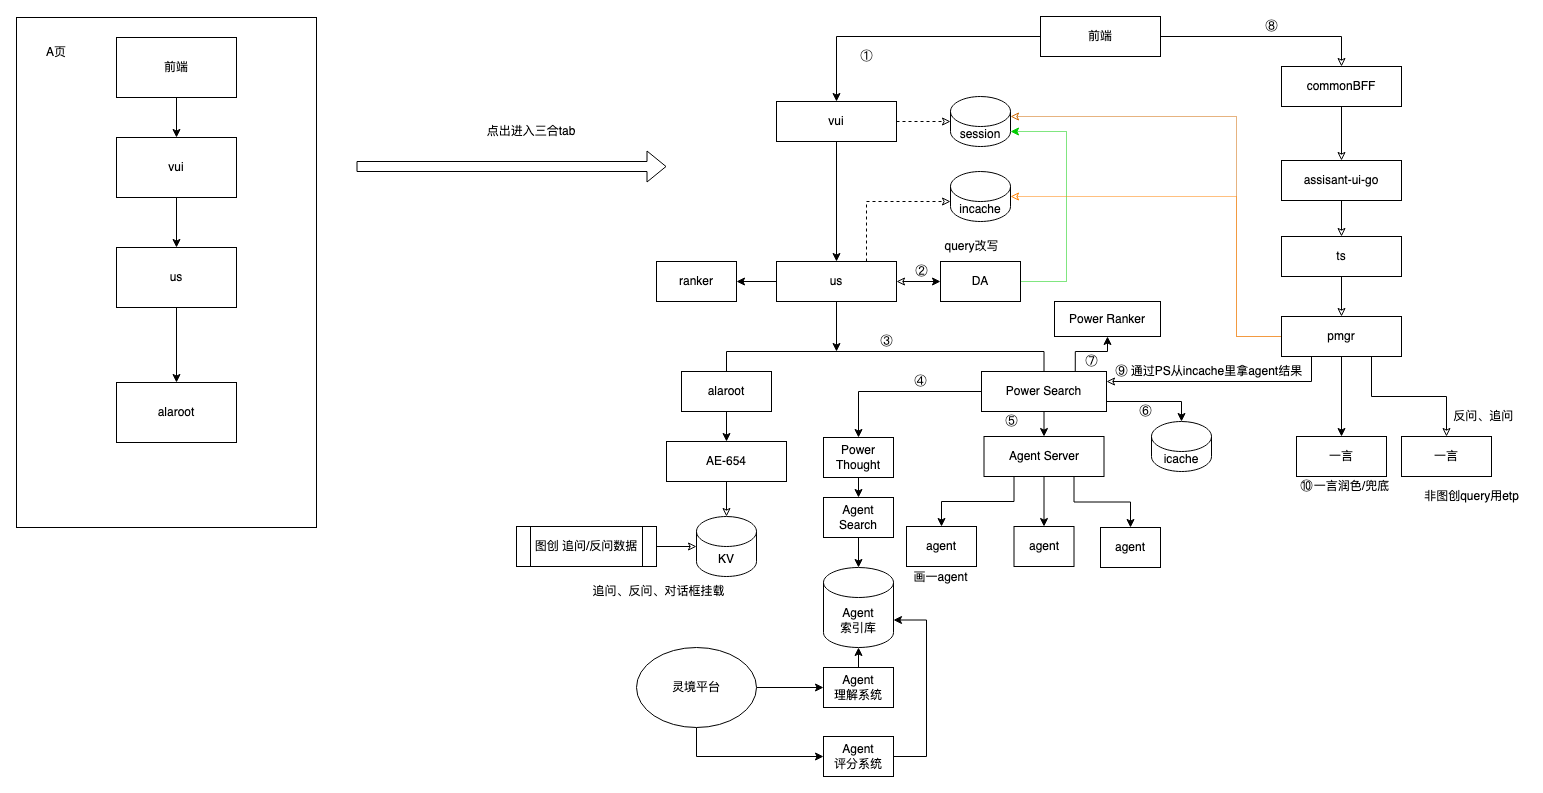 A页
前端
vui
us
alaroot
点出进入三合tab
前端
①
⑧
vui
session
commonBFF
incache
assisant-ui-go
query改写
ts
ranker
us
②
DA
Power Ranker
pmgr
③
⑦
⑨ 通过PS从incache里拿agent结果
alaroot
④
Power Search
⑥
反问、追问
⑤
icache
AE-654
Power
Thought
Agent Server
一言
一言
⑩一言润色/兜底
非图创query用etp
Agent
Search
图创 追问/反问数据
KV
agent
agent
agent
画一agent
追问、反问、对话框挂载
Agent
索引库
灵境平台
Agent
理解系统
Agent
评分系统